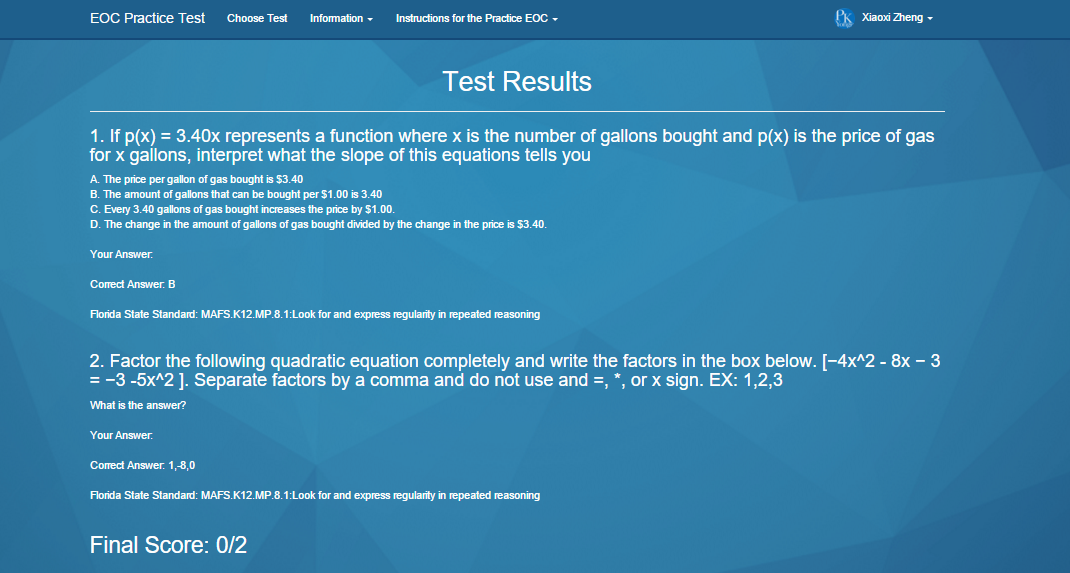 EOC Practice Test Choose Test Information Instructions for the Practice EOC Xiaoxi Zheng
Test Results
1. If p(x) = 3.40x represents a function where x is the number of gallons bought and p(x) is the price of gas
for x gallons, interpret what the slope of this equations tells you
A. The price per gallon of gas bought is $3.40
B. The amount of gallons that can be bought per $1.00 is 3.40
C. Every 3.40 gallons of gas bought increases the price by $1.00.
D. The change in the amount of gallons of gas bought divided by the change in the price is $3.40.
Your Answer:
Correct Answer: B
Florida State Standard: MAFS.K12.MP.8.1:Look for and express regularity in repeated reasoning
2. Factor the following quadratic equation completely and write the factors in the box below. [−4x^2 - 8x − 3
= −3 -5x^2 ]. Separate factors by a comma and do not use and =, *, or x sign. EX: 1,2,3
What is the answer?
Your Answer:
Correct Answer: 1,-8,0
Florida State Standard: MAFS.K12.MP.8.1:Look for and express regularity in repeated reasoning
Final Score: 0/2